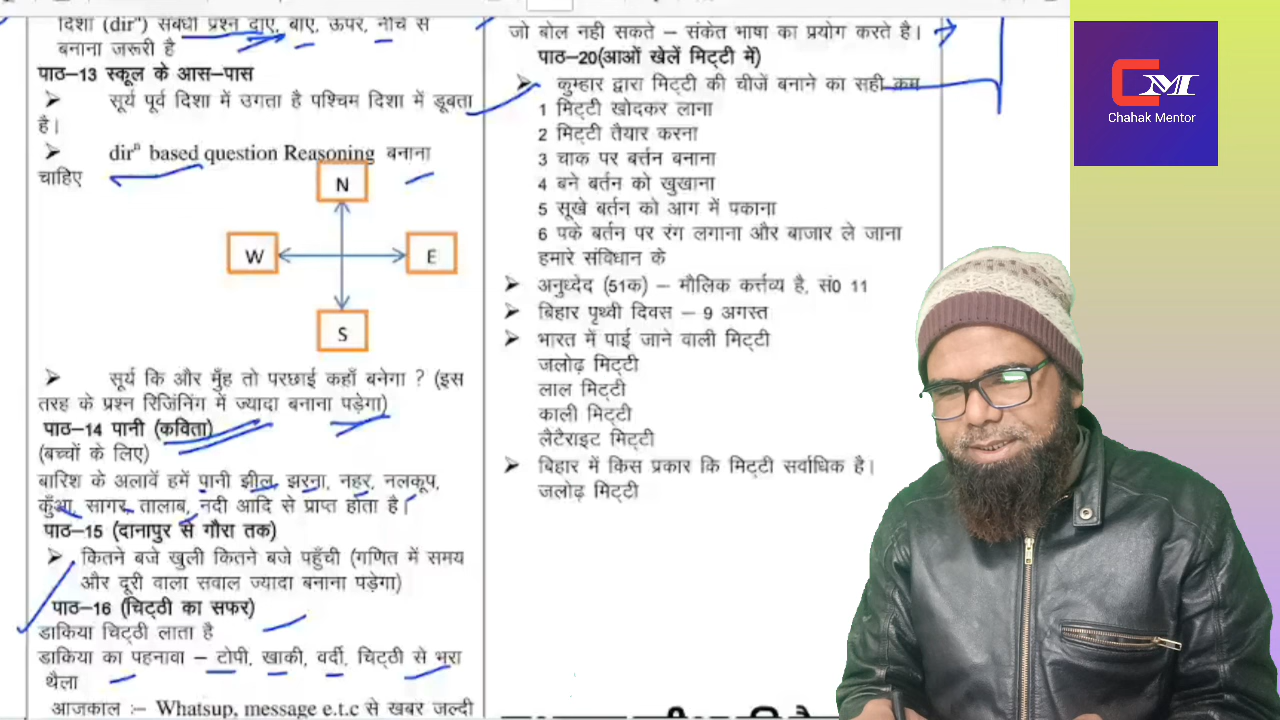 दिशा (dirⁿ) संबंधी प्रश्न दाएँ, बाएँ, ऊपर, नीचे से
बनाना जरूरी है
पाठ–13 स्कूल के आस–पास
➤ सूर्य पूर्व दिशा में उगता है पश्चिम दिशा में डूबता
है।
➤ dirⁿ based question Reasoning बनाना
चाहिए
N
W
E
S
➤ सूर्य कि और मुँह तो परछाई कहाँ बनेगा ? (इस
तरह के प्रश्न रिजिंनिंग में ज्यादा बनाना पड़ेगा)
पाठ–14 पानी (कविता)
(बच्चों के लिए)
बारिश के अलावें हमें पानी झील, झरना, नहर, नलकूप,
कुँआ, सागर, तालाब, नदी आदि से प्राप्त होता है।
पाठ–15 (दानापुर से गौरा तक)
➤ कितने बजे खुली कितने बजे पहुँची (गणित में समय
और दूरी वाला सवाल ज्यादा बनाना पड़ेगा)
पाठ–16 (चिट्ठी का सफर)
डाकिया चिट्ठी लाता है
डाकिया का पहनावा – टोपी, खाकी, वर्दी, चिट्ठी से भरा
थैला
आजकाल :– Whatsup, message e.t.c से खबर जल्दी
जो बोल नही सकते – संकेत भाषा का प्रयोग करते है।
पाठ–20(आओं खेलें मिट्टी में)
➤ कुम्हार द्वारा मिट्टी की चीजें बनाने का सही कम
1 मिट्टी खोदकर लाना
2 मिट्टी तैयार करना
3 चाक पर बर्त्तन बनाना
4 बने बर्तन को खुखाना
5 सूखे बर्तन को आग में पकाना
6 पके बर्तन पर रंग लगाना और बाजार ले जाना
हमारे संविधान के
➤ अनुध्देद (51क) – मौलिक कर्त्तव्य है, सं0 11
➤ बिहार पृथ्वी दिवस – 9 अगस्त
➤ भारत में पाई जाने वाली मिट्टी
जलोढ़ मिट्टी
लाल मिट्टी
काली मिट्टी
लैटैराइट मिट्टी
➤ बिहार में किस प्रकार कि मिट्टी सर्वाधिक है।
जलोढ़ मिट्टी
CM
Chahak Mentor